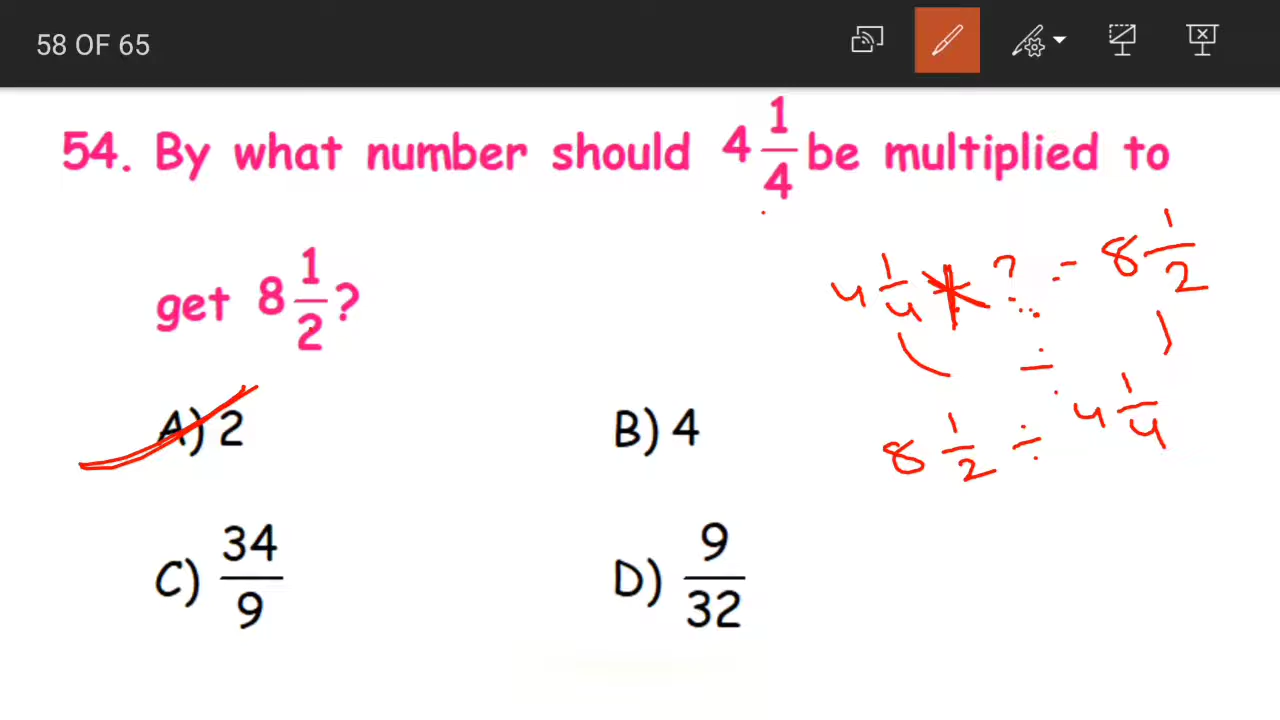 58 OF 65
54. By what number should 4 1/4 be multiplied to
get 8 1/2?
4 1/4 * ? = 8 1/2
÷
8 1/2 ÷ 4 1/4
A) 2
B) 4
C) 34/9
D) 9/32